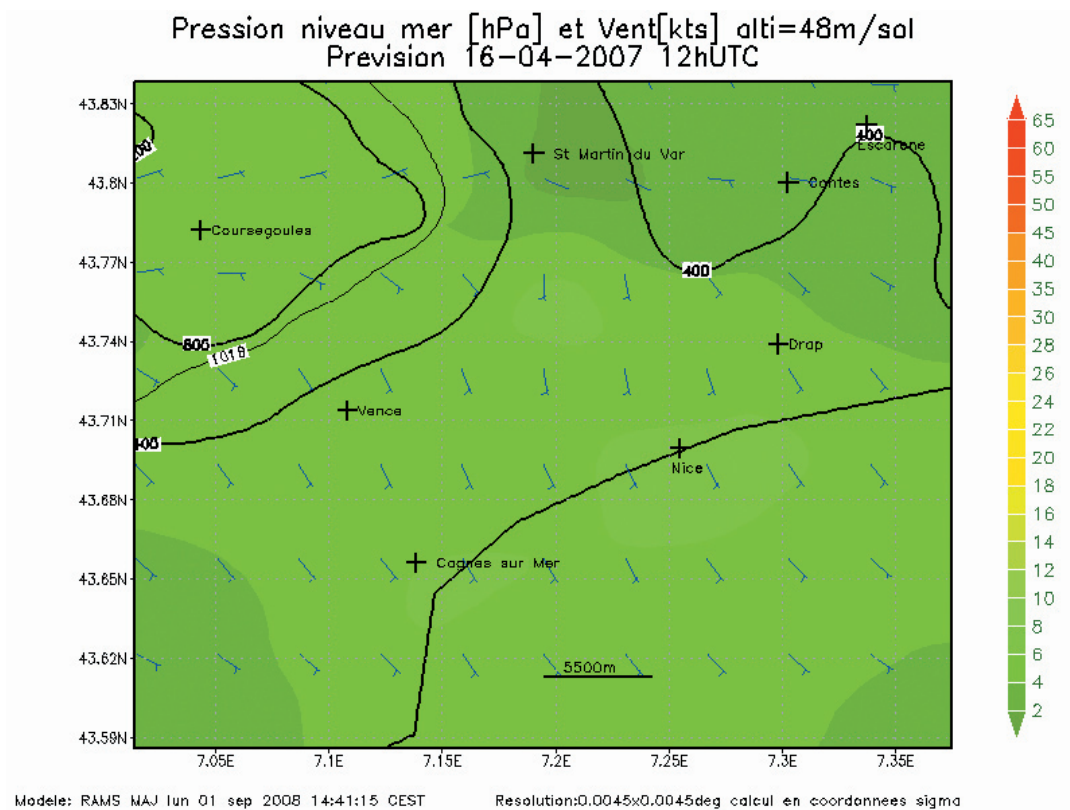 Pression niveau mer [hPa] et Vent[kts] alti=48m/sol
Prevision 16-04-2007 12hUTC
43.83N
43.8N
43.77N
43.74N
43.71N
43.68N
43.65N
43.62N
43.59N
400
Escarene
St Martin du Var
Contes
Coursegoules
400
800
1018
Drap
Vence
400
Nice
Cagnes sur Mer
5500m
7.05E 7.1E 7.15E 7.2E 7.25E 7.3E 7.35E
65
60
55
50
45
40
35
30
28
26
24
22
20
18
16
14
12
10
8
6
4
2
Modele: RAMS MAJ lun 01 sep 2008 14:41:15 CEST Resolution:0.0045x0.0045deg calcul en coordonnees sigma